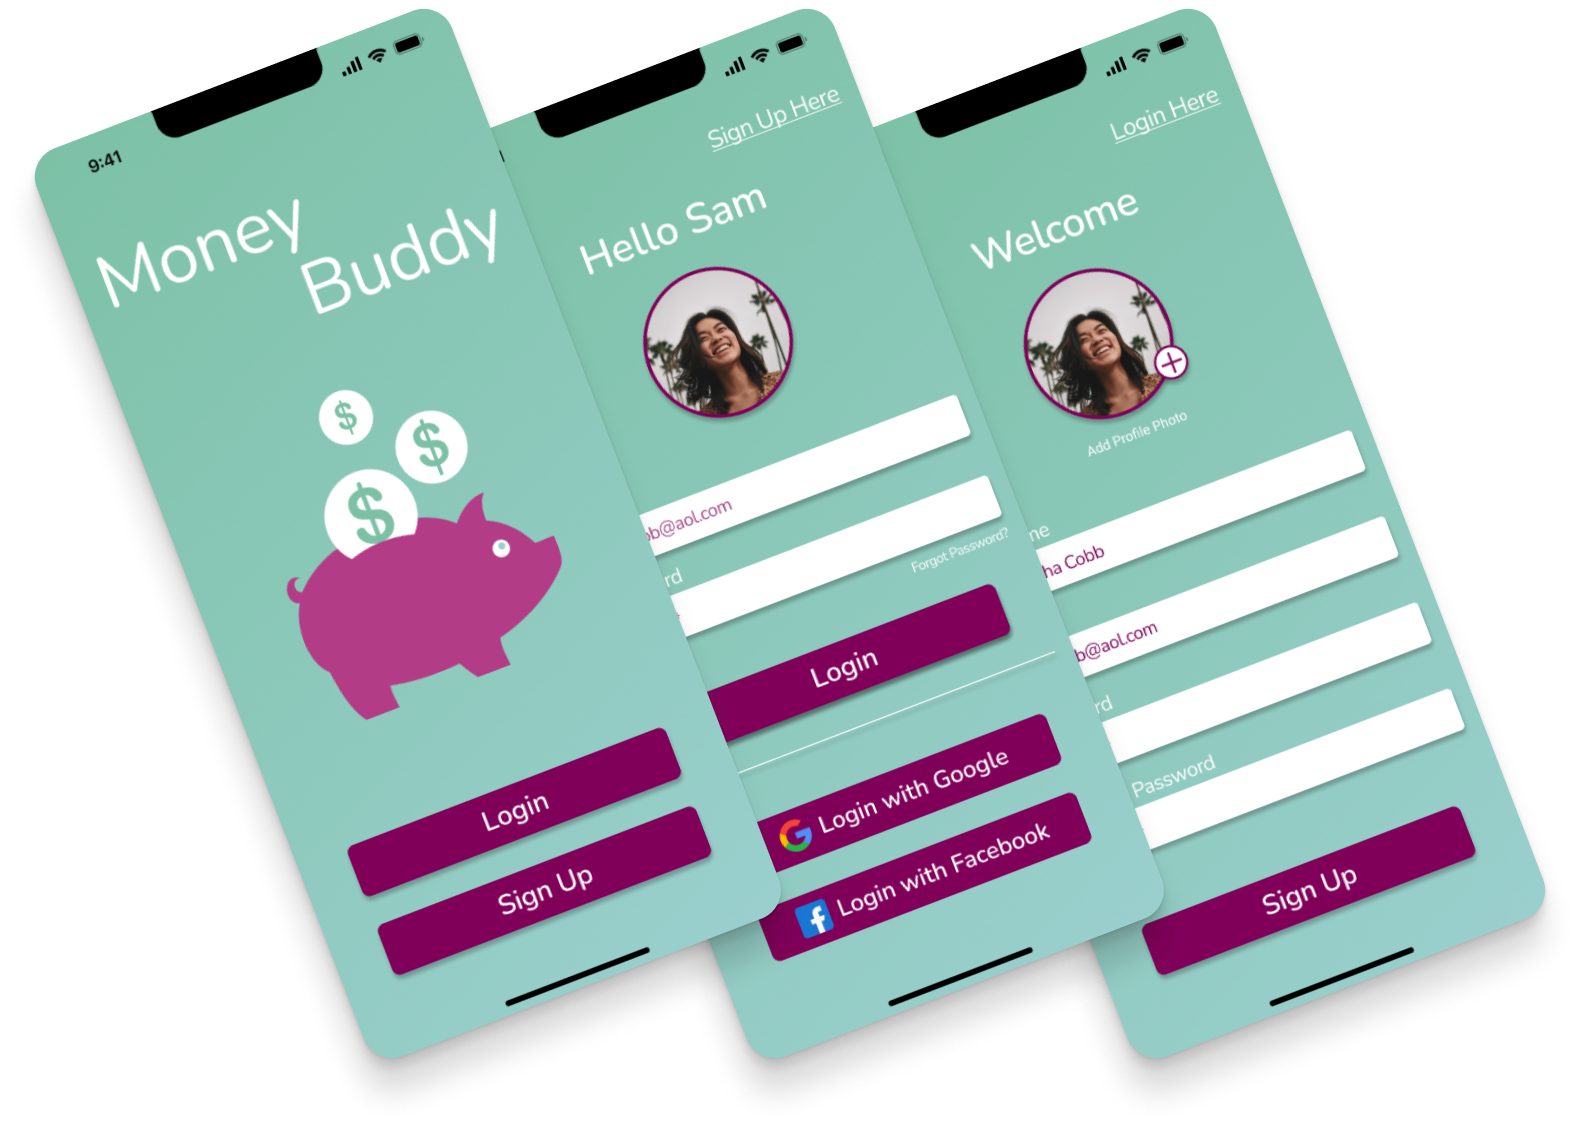 9:41
Money
Buddy
$
$
$
Login
Sign Up
Sign Up Here
Hello Sam
bb@aol.com
rd
Forgot Password?
Login
Login with Google
Login with Facebook
Login Here
Welcome
Add Profile Photo
me
ha Cobb
b@aol.com
rd
Password
Sign Up